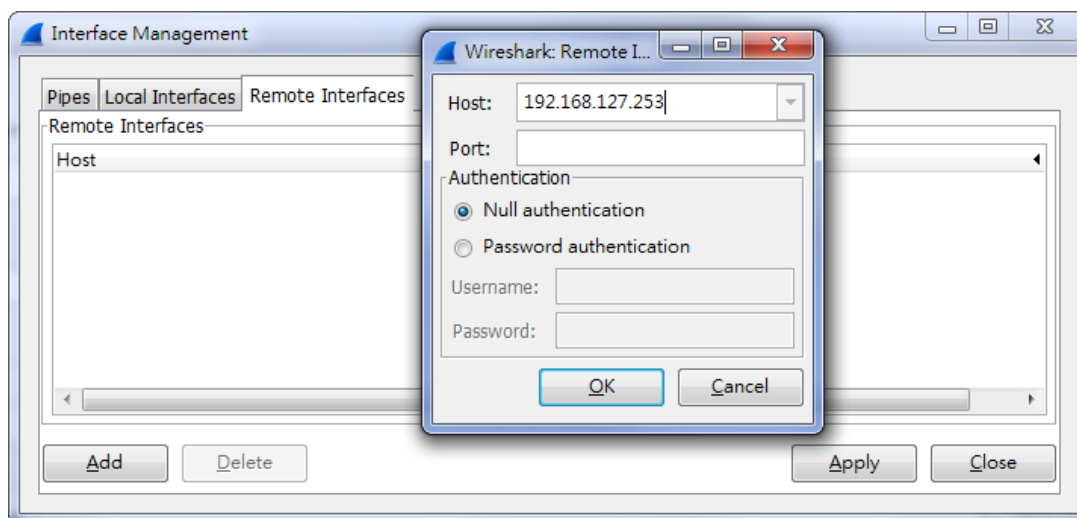 Interface Management
Pipes Local Interfaces Remote Interfaces
Remote Interfaces
Host
Add Delete Apply Close
Wireshark: Remote I...
Host: 192.168.127.253
Port:
Authentication
Null authentication
Password authentication
Username:
Password:
OK Cancel